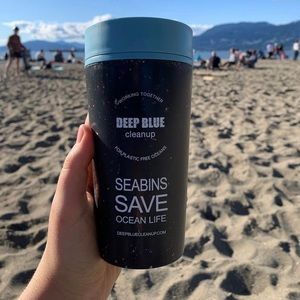 WORKING TOGETHER
DEEP BLUE
cleanup
FOR PLASTIC FREE OCEANS
SEABINS
SAVE
OCEAN LIFE
DEEPBLUECLEANUP.COM